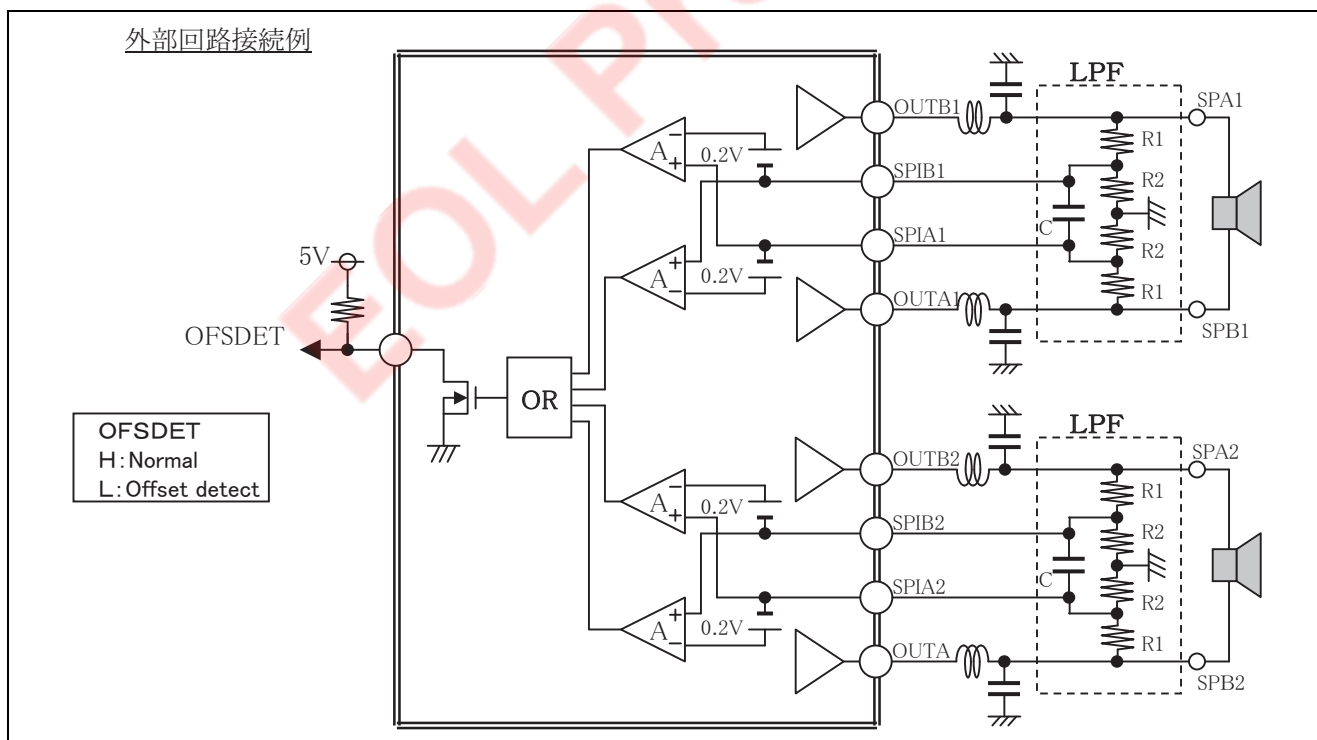 外部回路接続例
EOL Pr
LPF
OUTB1
SPA1
R1
A
−
+
0.2V
SPIB1
R2
C
SPIA1
R2
A
+
−
0.2V
R1
OUTA1
SPB1
5V
OFSDET
OR
OFSDET
H:Normal
L:Offset detect
LPF
OUTB2
SPA2
R1
A
−
+
0.2V
SPIB2
R2
C
SPIA2
R2
A
+
−
0.2V
R1
OUTA
SPB2